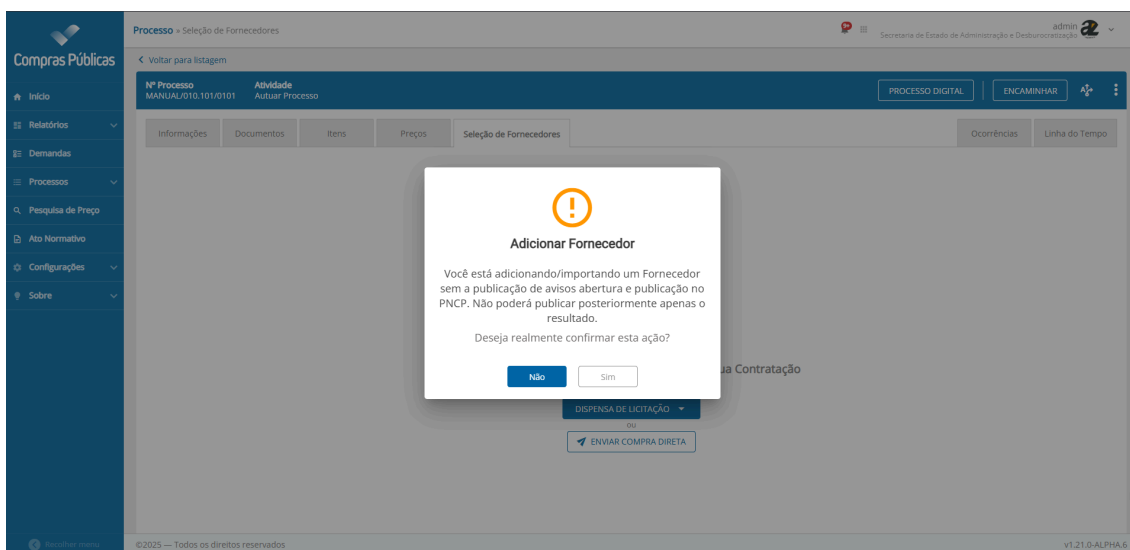 Compras Públicas
Início
Relatórios
Demandas
Processos
Pesquisa de Preço
Ato Normativo
Configurações
Sobre
Recolher menu
Processo » Seleção de Fornecedores
admin
Secretaria de Estado de Administração e Desburocratização
Voltar para listagem
Nº Processo Atividade
MANUAL/010.101/0101 Autuar Processo
PROCESSO DIGITAL ENCAMINHAR
Informações Documentos Itens Preços Seleção de Fornecedores Ocorrências Linha do Tempo
Adicionar Fornecedor
Você está adicionando/importando um Fornecedor
sem a publicação de avisos abertura e publicação no
PNCP. Não poderá publicar posteriormente apenas o
resultado.
Deseja realmente confirmar esta ação?
Não Sim
ua Contratação
DISPENSA DE LICITAÇÃO
ou
ENVIAR COMPRA DIRETA
©2025 — Todos os direitos reservados v1.21.0-ALPHA.6